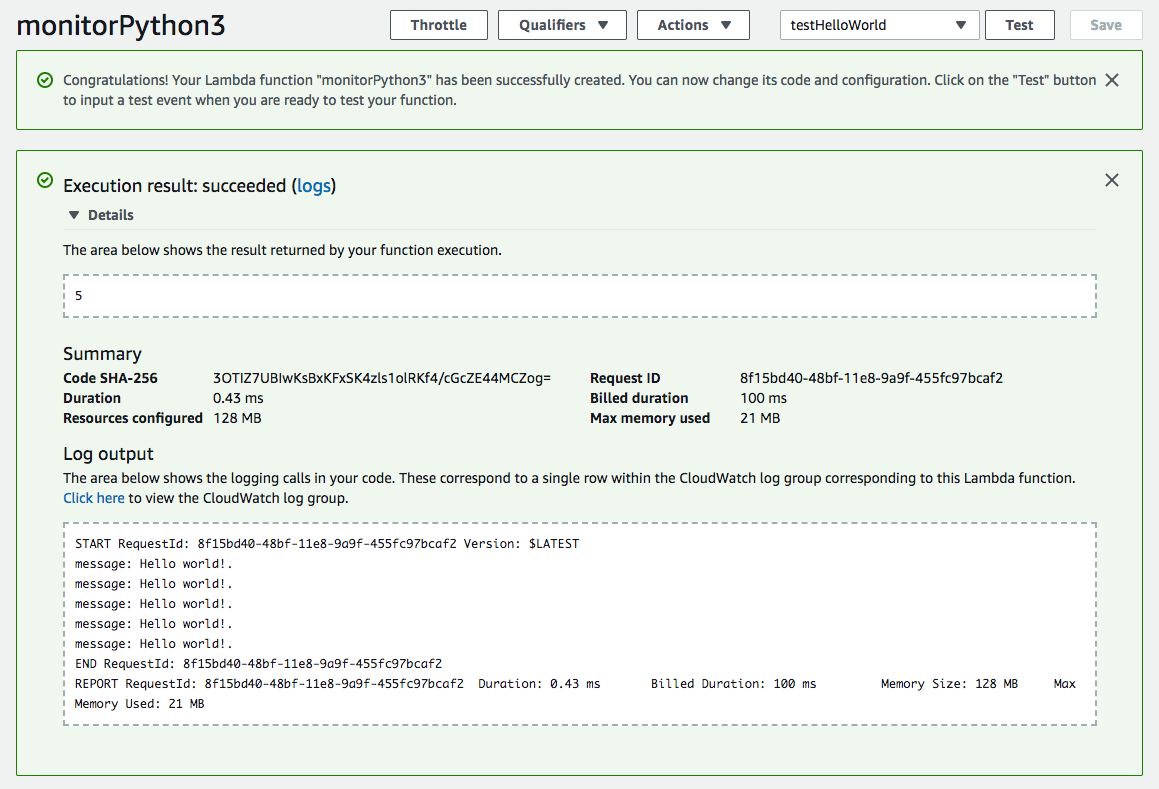 monitorPython3
Throttle
Qualifiers
Actions
testHelloWorld
Test
Save
Congratulations! Your Lambda function "monitorPython3" has been successfully created. You can now change its code and configuration. Click on the "Test" button
to input a test event when you are ready to test your function.
Execution result: succeeded (logs)
Details
The area below shows the result returned by your function execution.
5
Summary
Code SHA-256 3OTIZ7UBIwKsBxKFxSK4zls1olRKf4/cGcZE44MCZog= Request ID 8f15bd40-48bf-11e8-9a9f-455fc97bcaf2
Duration 0.43 ms Billed duration 100 ms
Resources configured 128 MB Max memory used 21 MB
Log output
The area below shows the logging calls in your code. These correspond to a single row within the CloudWatch log group corresponding to this Lambda function.
Click here to view the CloudWatch log group.
START RequestId: 8f15bd40-48bf-11e8-9a9f-455fc97bcaf2 Version: $LATEST
message: Hello world!.
message: Hello world!.
message: Hello world!.
message: Hello world!.
message: Hello world!.
END RequestId: 8f15bd40-48bf-11e8-9a9f-455fc97bcaf2
REPORT RequestId: 8f15bd40-48bf-11e8-9a9f-455fc97bcaf2 Duration: 0.43 ms Billed Duration: 100 ms Memory Size: 128 MB Max
Memory Used: 21 MB